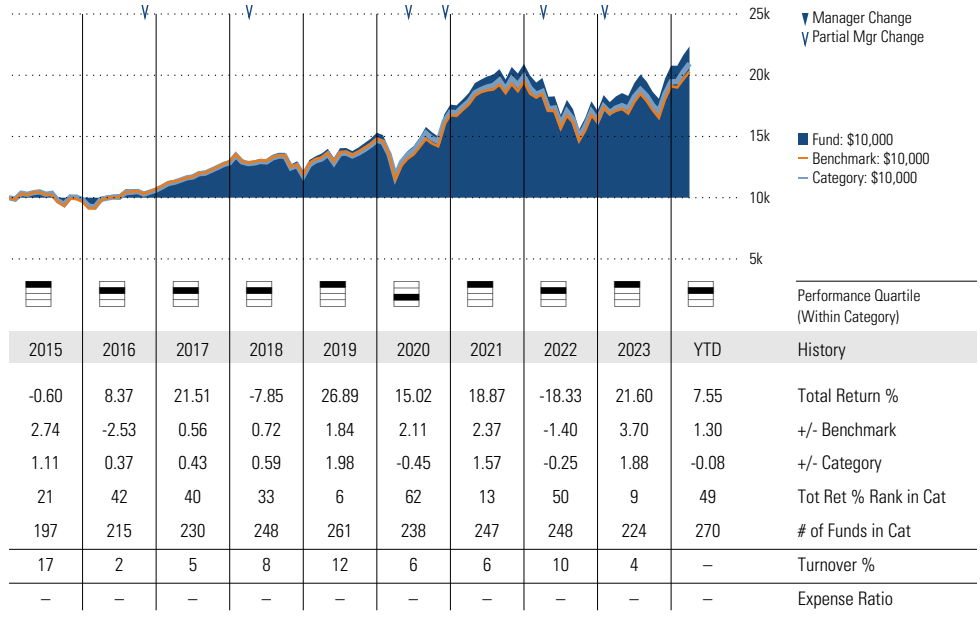 25k
Manager Change
Partial Mgr Change
20k
15k
Fund: $10,000
Benchmark: $10,000
Category: $10,000
10k
5k
Performance Quartile
(Within Category)
2015 2016 2017 2018 2019 2020 2021 2022 2023 YTD History
-0.60 8.37 21.51 -7.85 26.89 15.02 18.87 -18.33 21.60 7.55 Total Return %
2.74 -2.53 0.56 0.72 1.84 2.11 2.37 -1.40 3.70 1.30 +/- Benchmark
1.11 0.37 0.43 0.59 1.98 -0.45 1.57 -0.25 1.88 -0.08 +/- Category
21 42 40 33 6 62 13 50 9 49 Tot Ret % Rank in Cat
197 215 230 248 261 238 247 248 224 270 # of Funds in Cat
17 2 5 8 12 6 6 10 4 – Turnover %
– – – – – – – – – – Expense Ratio